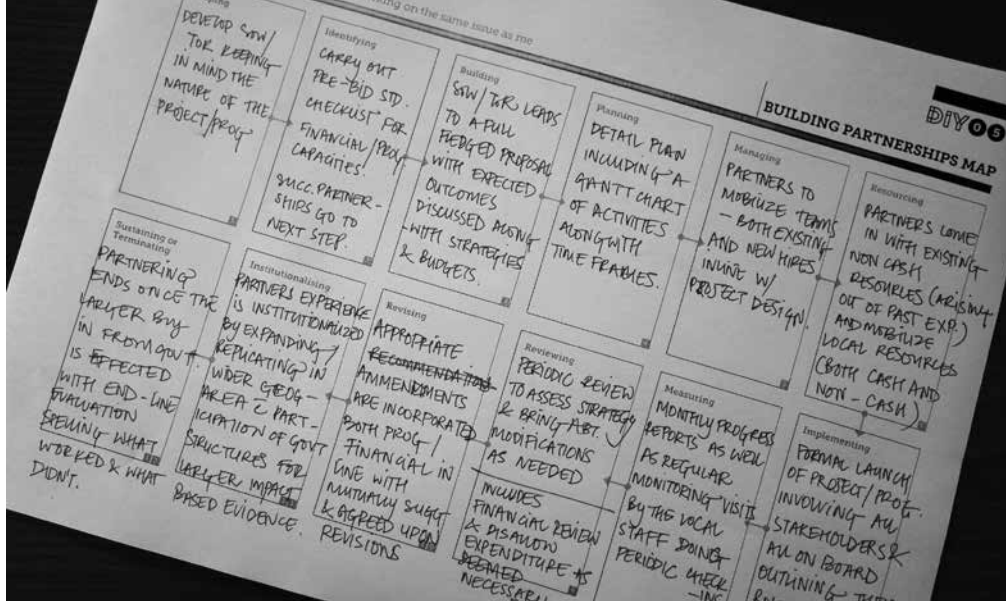 king on the same issue as me
BUILDING PARTNERSHIPS MAP
DIY 05
DEVELOP SOW/
TOR KEEPING
IN MIND THE
NATURE OF THE
PROJECT/PROG
Identifying
CARRY OUT
PRE-BID STD.
CHECKLIST FOR
FINANCIAL/PROG
CAPACITIES.
SUCC. PARTNER-
SHIPS GO TO
NEXT STEP.
Building
SOW/TOR LEADS
TO A FULL
FLEDGED PROPOSAL
WITH EXPECTED
OUTCOMES
DISCUSSED ALONG
WITH STRATEGIES
& BUDGETS.
Planning
DETAIL PLAN
INCLUDING A
GANTT CHART
OF ACTIVITIES
ALONGWITH
TIME FRAMES.
Managing
PARTNERS TO
MOBILIZE TEAMS
- BOTH EXISTING
AND NEW HIRES
INLINE W/
PROJECT DESIGN.
Resourcing
PARTNERS COME
IN WITH EXISTING
NON CASH
RESOURCES (ARISING
OUT OF PAST EXP.)
AND MOBILIZE
LOCAL RESOURCES
(BOTH CASH AND
NON-CASH)
Sustaining or
Terminating
PARTNERING
ENDS ONCE THE
LARGER BUY
IN FROM GOVT.
IS EFFECTED
WITH END-LINE
EVALUATION
SPELLING WHAT
WORKED & WHAT
DIDN'T.
Institutionalising
PARTNERS EXPERIENCE
IS INSTITUTIONALIZED
BY EXPANDING/
REPLICATING IN
WIDER GEOG-
AREA C PART-
ICIPATION OF GOVT
STRUCTURES FOR
LARGER IMPACT
BASED EVIDENCE.
Revising
APPROPRIATE
RECOMMENDATIONS
AMMENDMENTS
ARE INCORPORATED
BOTH PROG/
FINANCIAL IN
LINE WITH
MUTUALLY SUGG
& AGREED UPON
REVISIONS
Reviewing
PERIODIC REVIEW
TO ASSESS STRATEGY
& BRING ABT.
MODIFICATIONS
AS NEEDED
INCLUDES
FINANCIAL REVIEW
& DISALLOW
EXPENDITURE AS
DEEMED
NECESSARY
Measuring
MONTHLY PROGRESS
REPORTS AS WELL
AS REGULAR
MONITORING VISITS
BY THE LOCAL
STAFF DOING
PERIODIC CHECK
-ING
Implementing
FORMAL LAUNCH
OF PROJECT/PROG.
INVOLVING ALL
STAKEHOLDERS &
ALL ON BOARD
OUTLINING